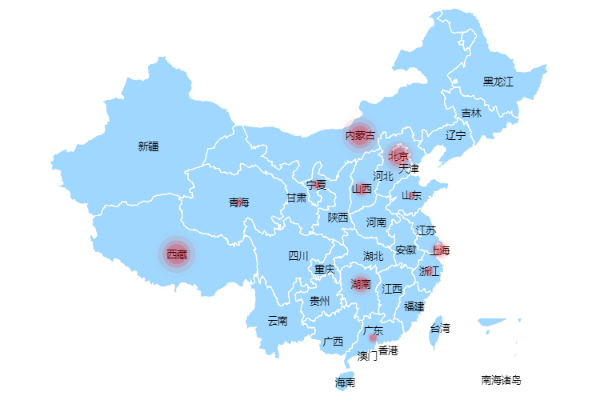 黑龙江
吉林
内蒙古
辽宁
新疆
北京
天津
河北
宁夏
山西
山东
甘肃
青海
陕西
河南
江苏
西藏
四川
湖北
安徽
上海
重庆
浙江
湖南
江西
贵州
福建
云南
台湾
广东
广西
香港
澳门
海南
南海诸岛